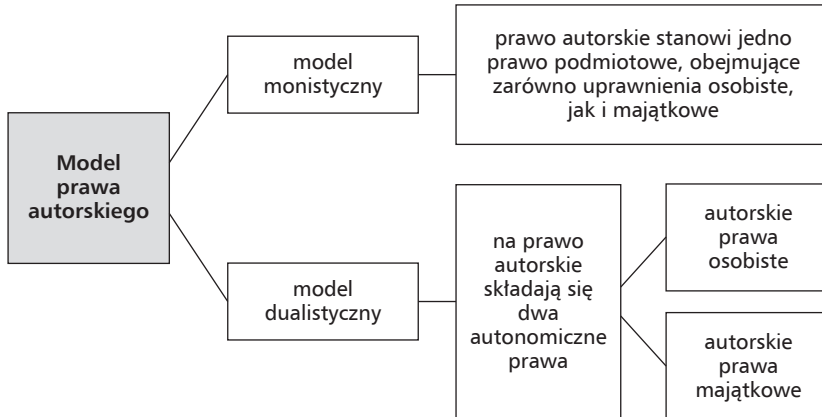 Model
prawa
autorskiego
model
monistyczny
prawo autorskie stanowi jedno
prawo podmiotowe, obejmujące
zarówno uprawnienia osobiste,
jak i majątkowe
model
dualistyczny
na prawo
autorskie
składają się
dwa
autonomiczne
prawa
autorskie
prawa
osobiste
autorskie
prawa
majątkowe